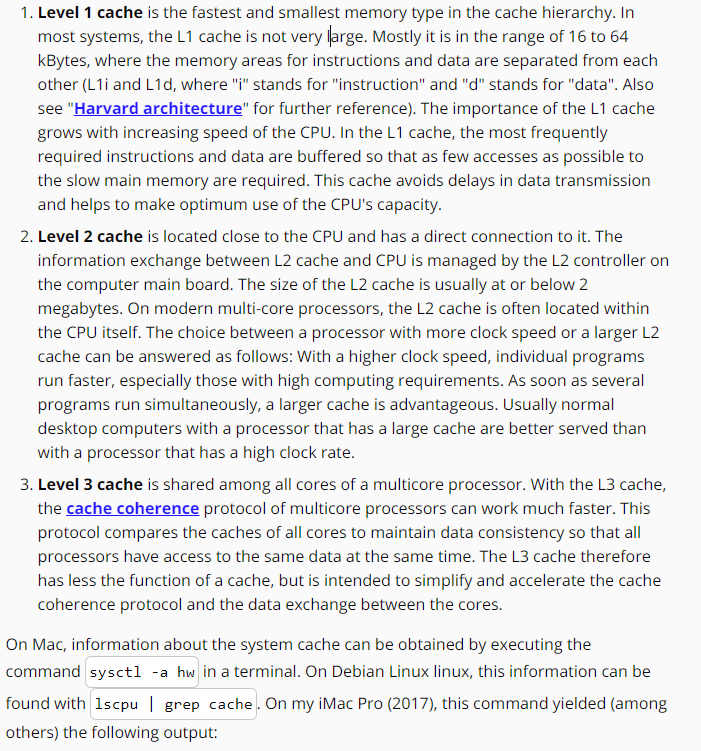 1. Level 1 cache is the fastest and smallest memory type in the cache hierarchy. In
most systems, the L1 cache is not very large. Mostly it is in the range of 16 to 64
kBytes, where the memory areas for instructions and data are separated from each
other (L1i and L1d, where "i" stands for "instruction" and "d" stands for "data". Also
see "Harvard architecture" for further reference). The importance of the L1 cache
grows with increasing speed of the CPU. In the L1 cache, the most frequently
required instructions and data are buffered so that as few accesses as possible to
the slow main memory are required. This cache avoids delays in data transmission
and helps to make optimum use of the CPU's capacity.
2. Level 2 cache is located close to the CPU and has a direct connection to it. The
information exchange between L2 cache and CPU is managed by the L2 controller on
the computer main board. The size of the L2 cache is usually at or below 2
megabytes. On modern multi-core processors, the L2 cache is often located within
the CPU itself. The choice between a processor with more clock speed or a larger L2
cache can be answered as follows: With a higher clock speed, individual programs
run faster, especially those with high computing requirements. As soon as several
programs run simultaneously, a larger cache is advantageous. Usually normal
desktop computers with a processor that has a large cache are better served than
with a processor that has a high clock rate.
3. Level 3 cache is shared among all cores of a multicore processor. With the L3 cache,
the cache coherence protocol of multicore processors can work much faster. This
protocol compares the caches of all cores to maintain data consistency so that all
processors have access to the same data at the same time. The L3 cache therefore
has less the function of a cache, but is intended to simplify and accelerate the cache
coherence protocol and the data exchange between the cores.
On Mac, information about the system cache can be obtained by executing the
command sysctl -a hw in a terminal. On Debian Linux linux, this information can be
found with lscpu | grep cache. On my iMac Pro (2017), this command yielded (among
others) the following output: